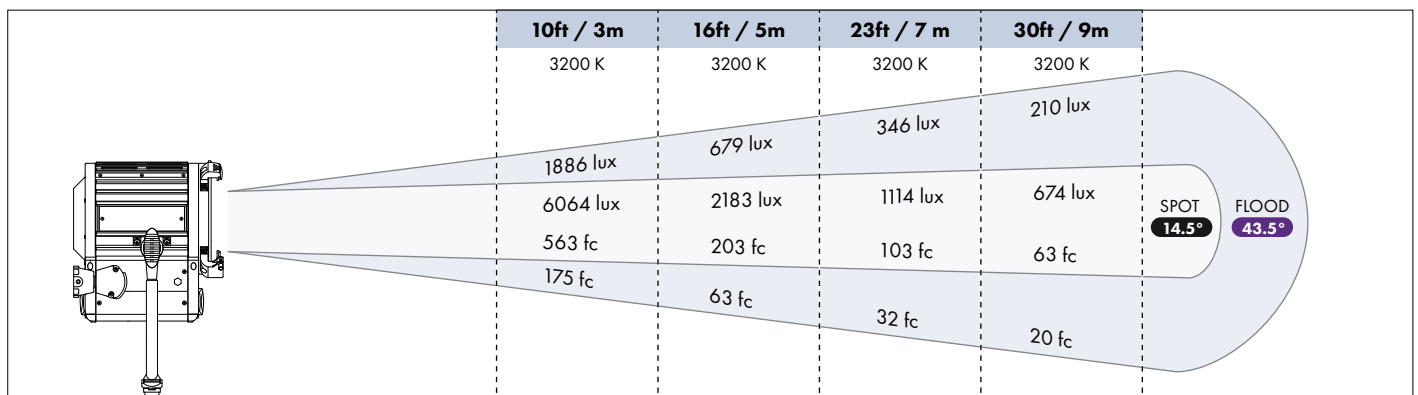 10ft / 3m 16ft / 5m 23ft / 7 m 30ft / 9m
3200 K 3200 K 3200 K 3200 K
1886 lux 679 lux 346 lux 210 lux
6064 lux 2183 lux 1114 lux 674 lux
SPOT FLOOD
14.5° 43.5°
563 fc 203 fc 103 fc 63 fc
175 fc 63 fc 32 fc 20 fc